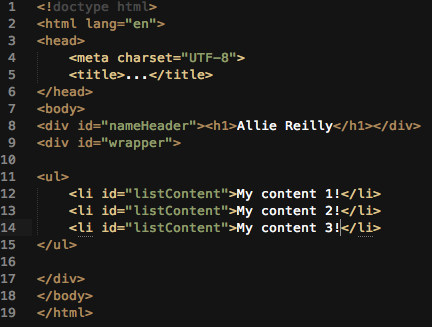 1 <!doctype html>
2 <html lang="en">
3 <head>
4 <meta charset="UTF-8">
5 <title>...</title>
6 </head>
7 <body>
8 <div id="nameHeader"><h1>Allie Reilly</h1></div>
9 <div id="wrapper">
10
11 <ul>
12 <li id="listContent">My content 1!</li>
13 <li id="listContent">My content 2!</li>
14 <li id="listContent">My content 3!</li>
15 </ul>
16
17 </div>
18 </body>
19 </html>